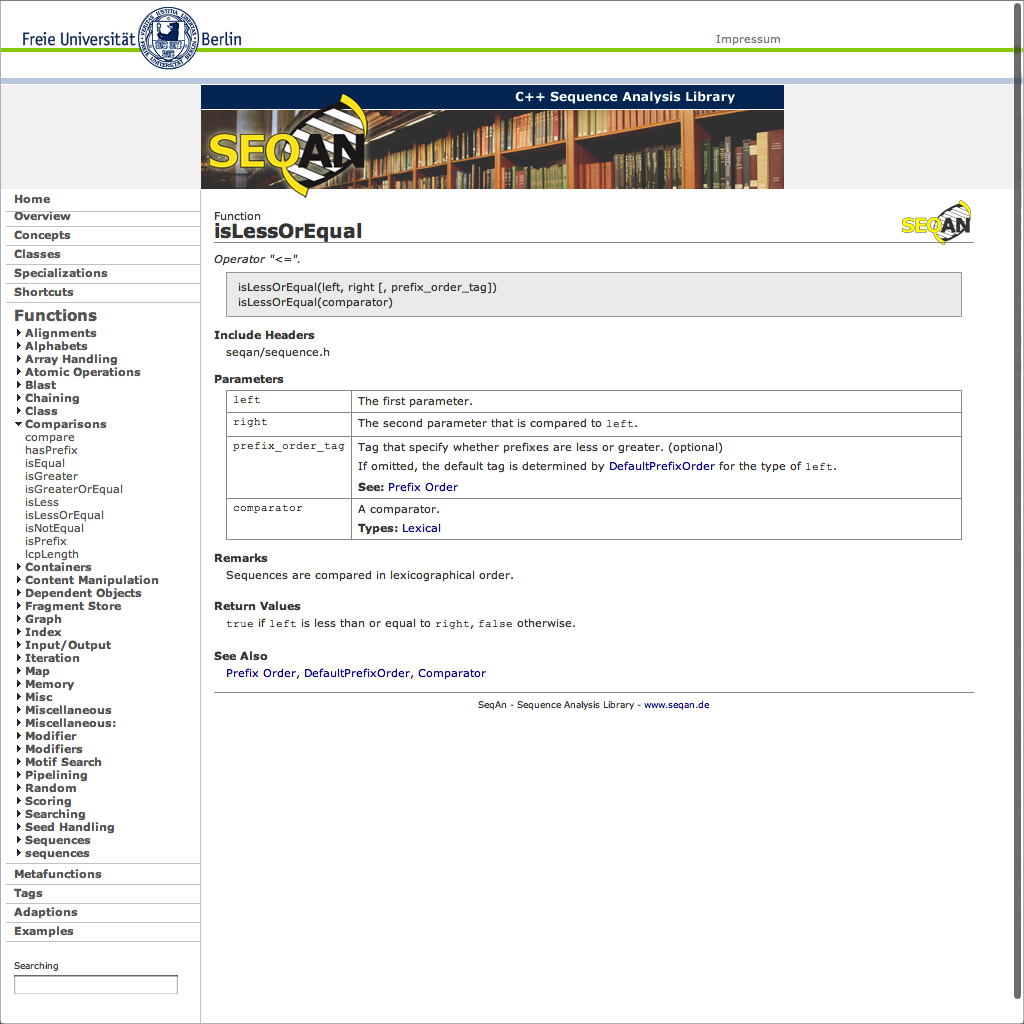 Freie Universität Berlin
Impressum
C++ Sequence Analysis Library
SEQAN
Home
Overview
Concepts
Classes
Specializations
Shortcuts
Functions
Alignments
Alphabets
Array Handling
Atomic Operations
Blast
Chaining
Class
Comparisons
compare
hasPrefix
isEqual
isGreater
isGreaterOrEqual
isLess
isLessOrEqual
isNotEqual
isPrefix
lcpLength
Containers
Content Manipulation
Dependent Objects
Fragment Store
Graph
Index
Input/Output
Iteration
Map
Memory
Misc
Miscellaneous
Miscellaneous:
Modifier
Modifiers
Motif Search
Pipelining
Random
Scoring
Searching
Seed Handling
Sequences
sequences
Metafunctions
Tags
Adaptions
Examples
Searching
Function
isLessOrEqual
SEQAN
Operator "<=".
isLessOrEqual(left, right [, prefix_order_tag])
isLessOrEqual(comparator)
Include Headers
seqan/sequence.h
Parameters
left The first parameter.
right The second parameter that is compared to left.
prefix_order_tag Tag that specify whether prefixes are less or greater. (optional)
If omitted, the default tag is determined by DefaultPrefixOrder for the type of left.
See: Prefix Order
comparator A comparator.
Types: Lexical
Remarks
Sequences are compared in lexicographical order.
Return Values
true if left is less than or equal to right, false otherwise.
See Also
Prefix Order, DefaultPrefixOrder, Comparator
SeqAn - Sequence Analysis Library - www.seqan.de